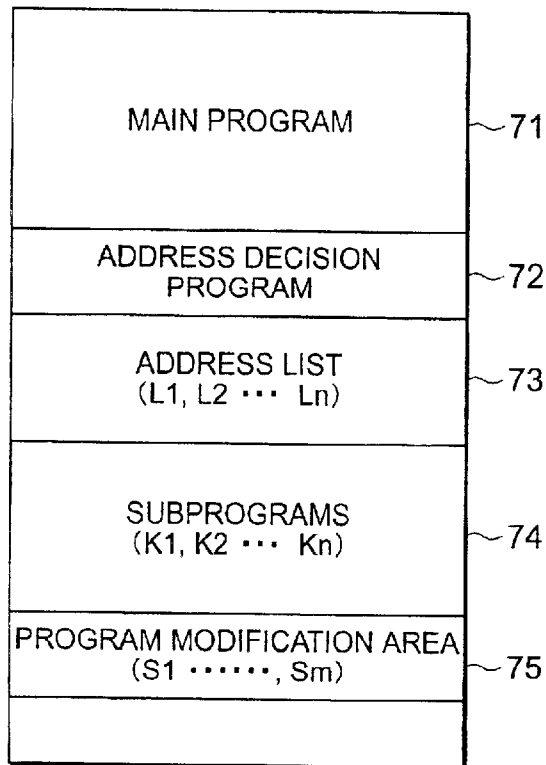 MAIN PROGRAM
71
ADDRESS DECISION
PROGRAM
72
ADDRESS LIST
(L1, L2 ··· Ln)
73
SUBPROGRAMS
(K1, K2 ··· Kn)
74
PROGRAM MODIFICATION AREA
(S1 ······, Sm)
75